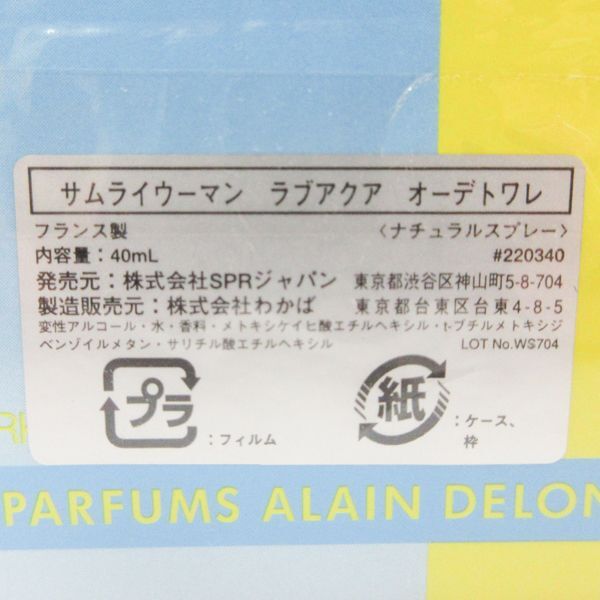 サムライウーマン ラブアクア オーデトワレ
フランス製 〈ナチュラルスプレー〉
内容量：40mL #220340
発売元：株式会社SPRジャパン 東京都渋谷区神山町5-8-704
製造販売元：株式会社わかば 東京都台東区台東4-8-5
変性アルコール・水・香料・メトキシケイヒ酸エチルヘキシル・t-ブチルメトキシジ
ベンゾイルメタン・サリチル酸エチルヘキシル LOT No.WS704
プラ ：フィルム
紙 ：ケース、
枠
PARFUMS ALAIN DELON